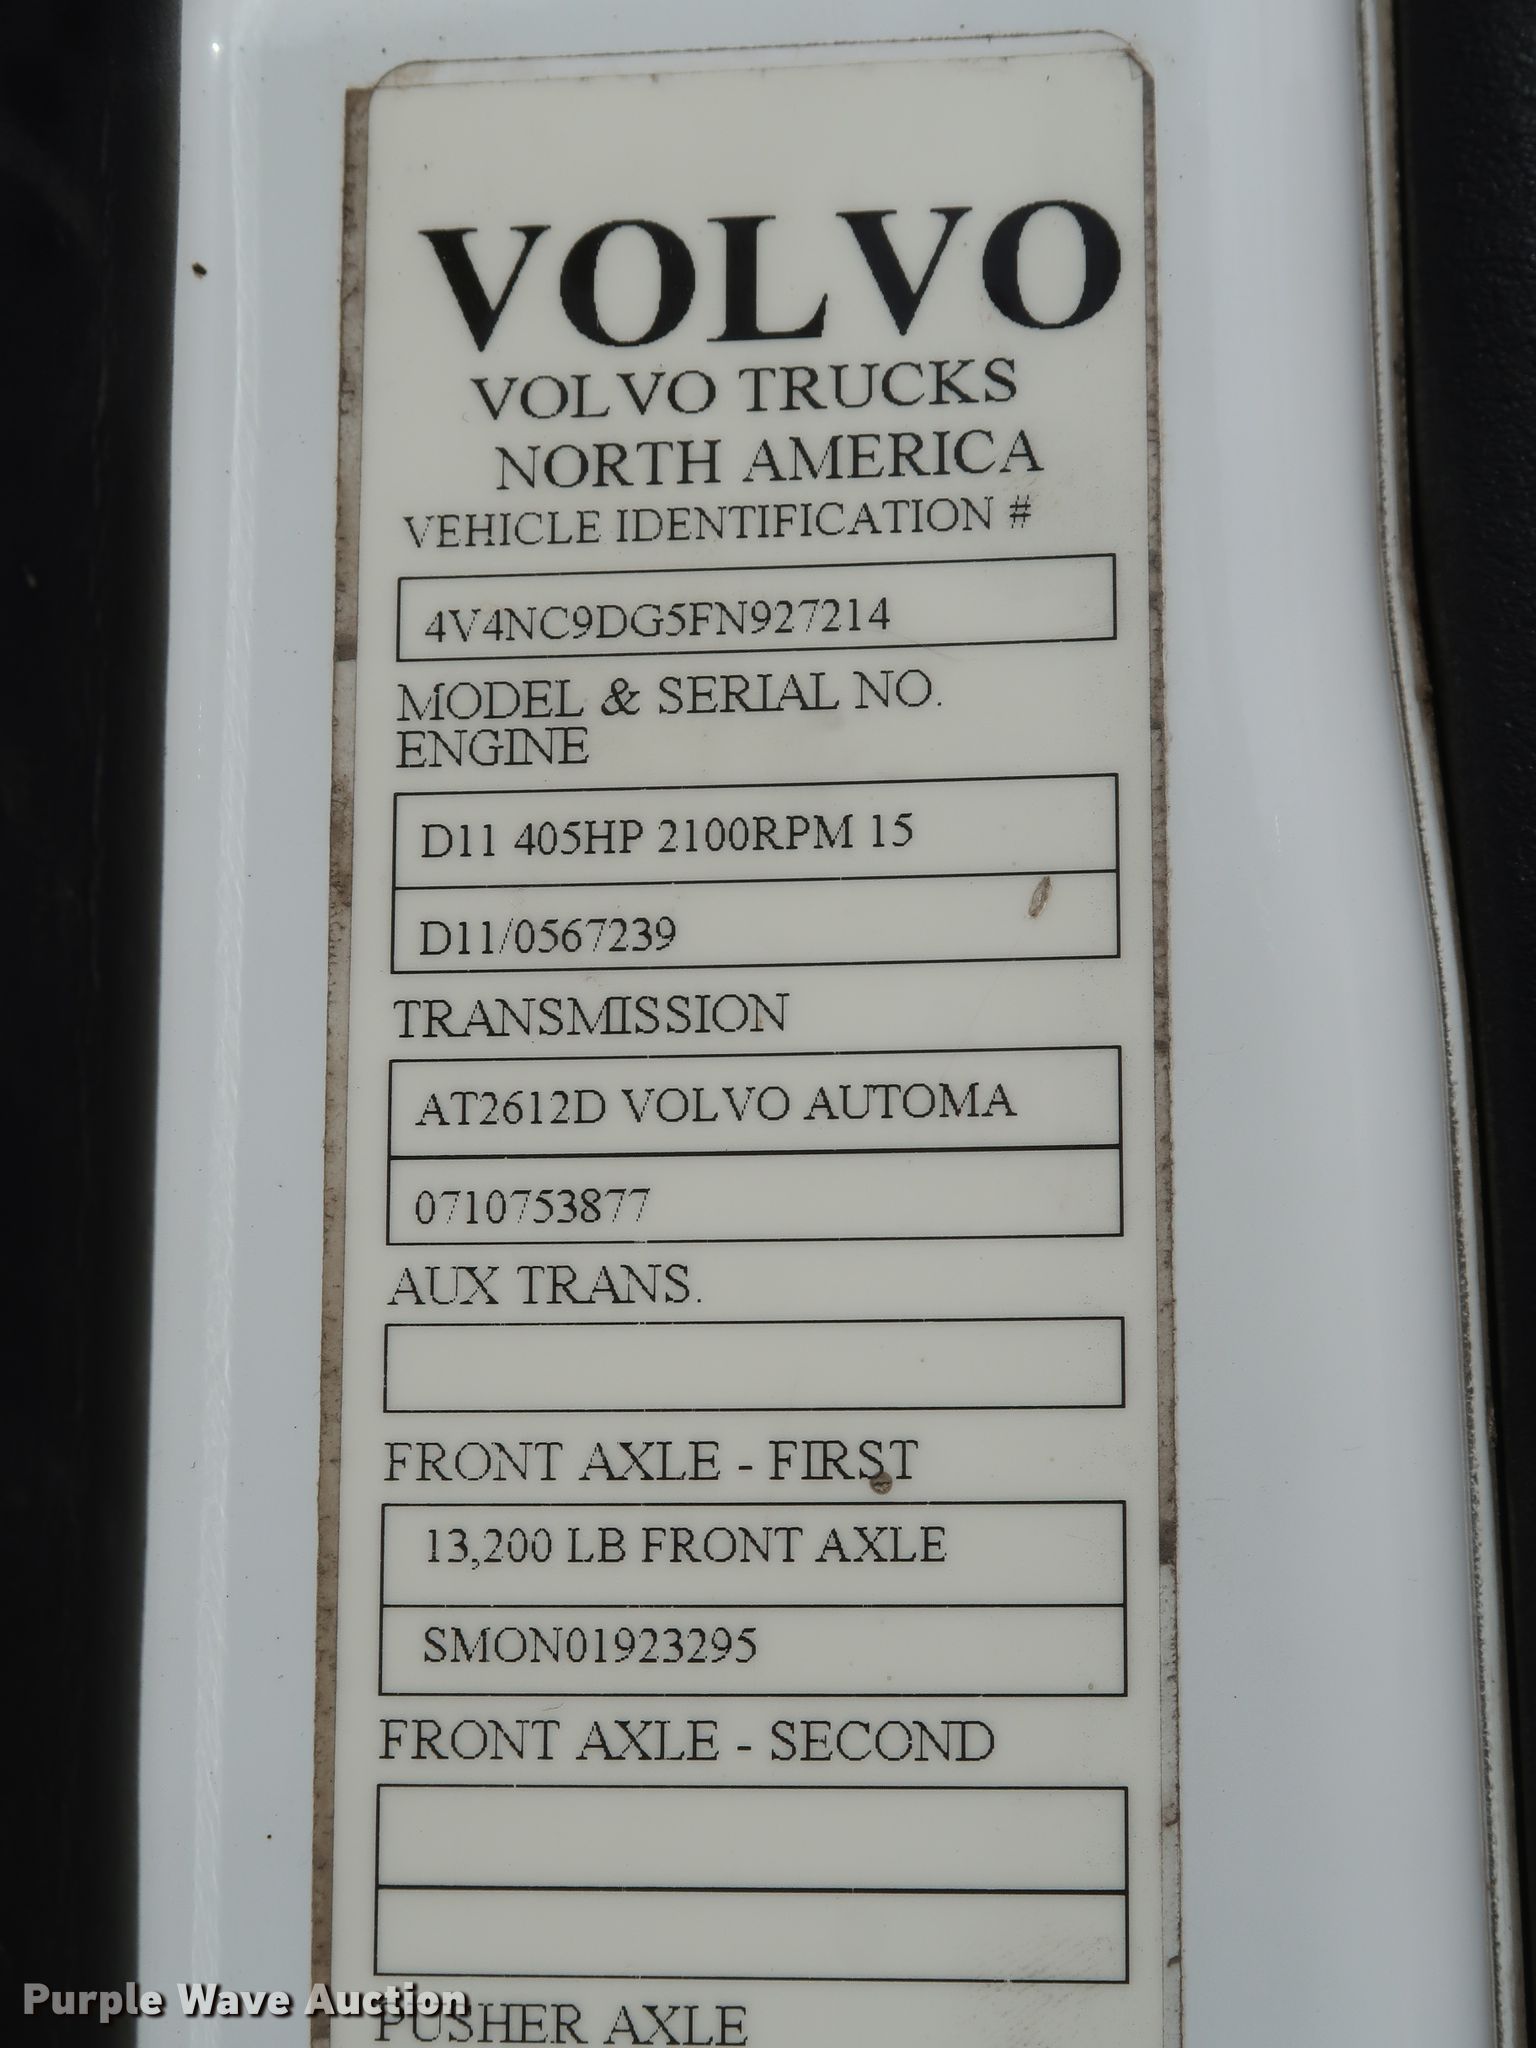 VOLVO
VOLVO TRUCKS
NORTH AMERICA
VEHICLE IDENTIFICATION #
4V4NC9DG5FN927214
MODEL & SERIAL NO.
ENGINE
D11 405HP 2100RPM 15
D11/0567239
TRANSMISSION
AT2612D VOLVO AUTOMA
0710753877
AUX TRANS.
FRONT AXLE - FIRST
13,200 LB FRONT AXLE
SMON01923295
FRONT AXLE - SECOND
PUSHER AXLE
Purple Wave Auction